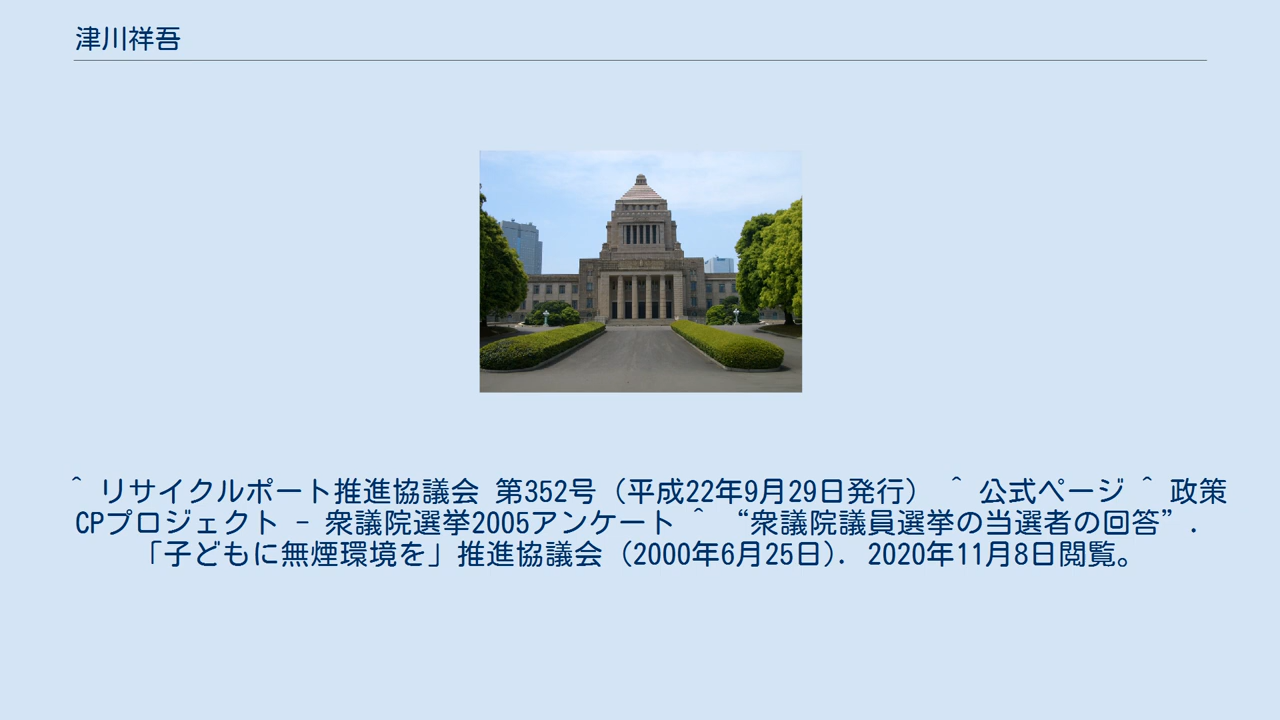 津川祥吾
^ リサイクルポート推進協議会 第352号（平成22年9月29日発行） ^ 公式ページ ^ 政策
CPプロジェクト - 衆議院選挙2005アンケート ^ “衆議院議員選挙の当選者の回答”.
「子どもに無煙環境を」推進協議会 (2000年6月25日). 2020年11月8日閲覧。